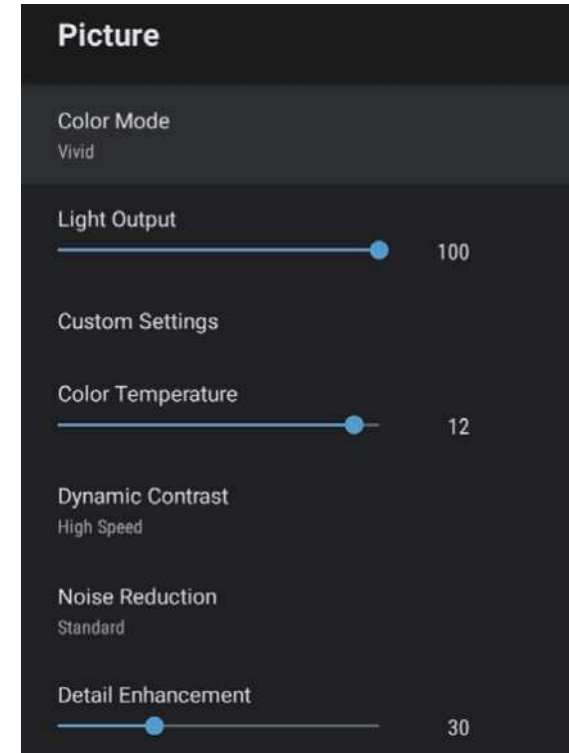 Picture
Color Mode
Vivid
Light Output
100
Custom Settings
Color Temperature
12
Dynamic Contrast
High Speed
Noise Reduction
Standard
Detail Enhancement
30